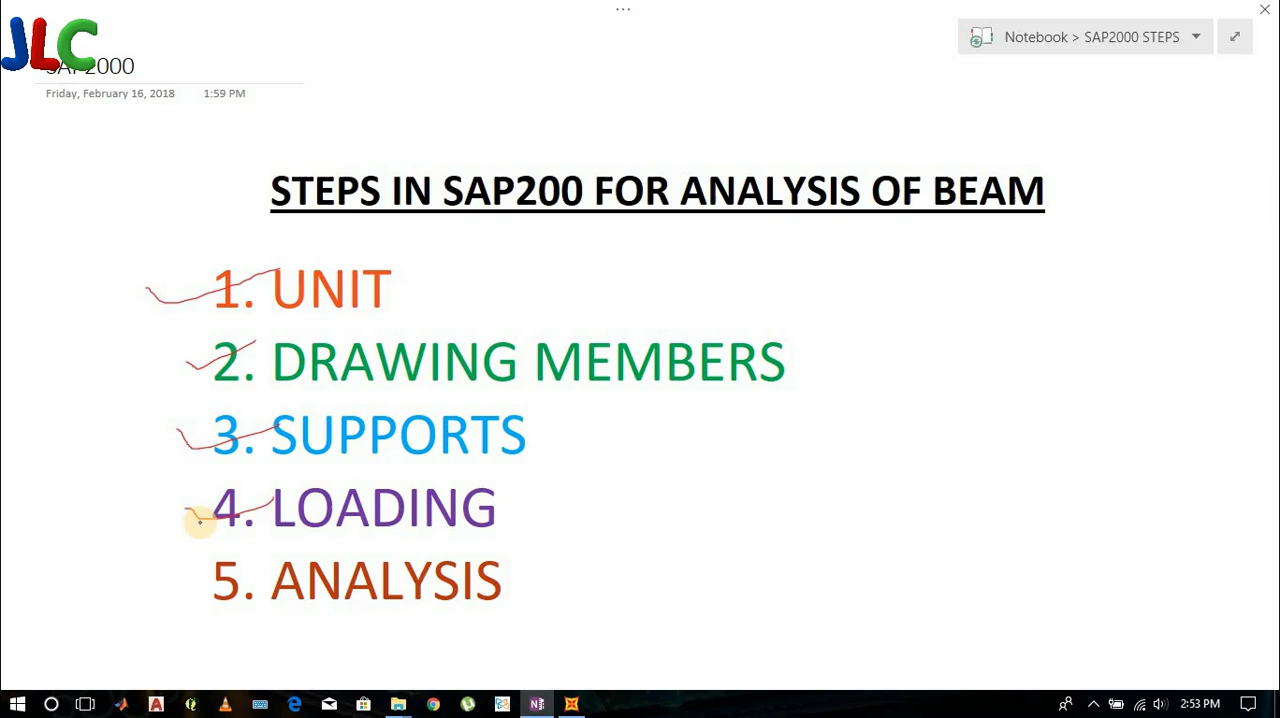 JLC
SAP2000
Friday, February 16, 2018 1:59 PM
Notebook > SAP2000 STEPS
STEPS IN SAP200 FOR ANALYSIS OF BEAM
1. UNIT
2. DRAWING MEMBERS
3. SUPPORTS
4. LOADING
5. ANALYSIS
2:53 PM